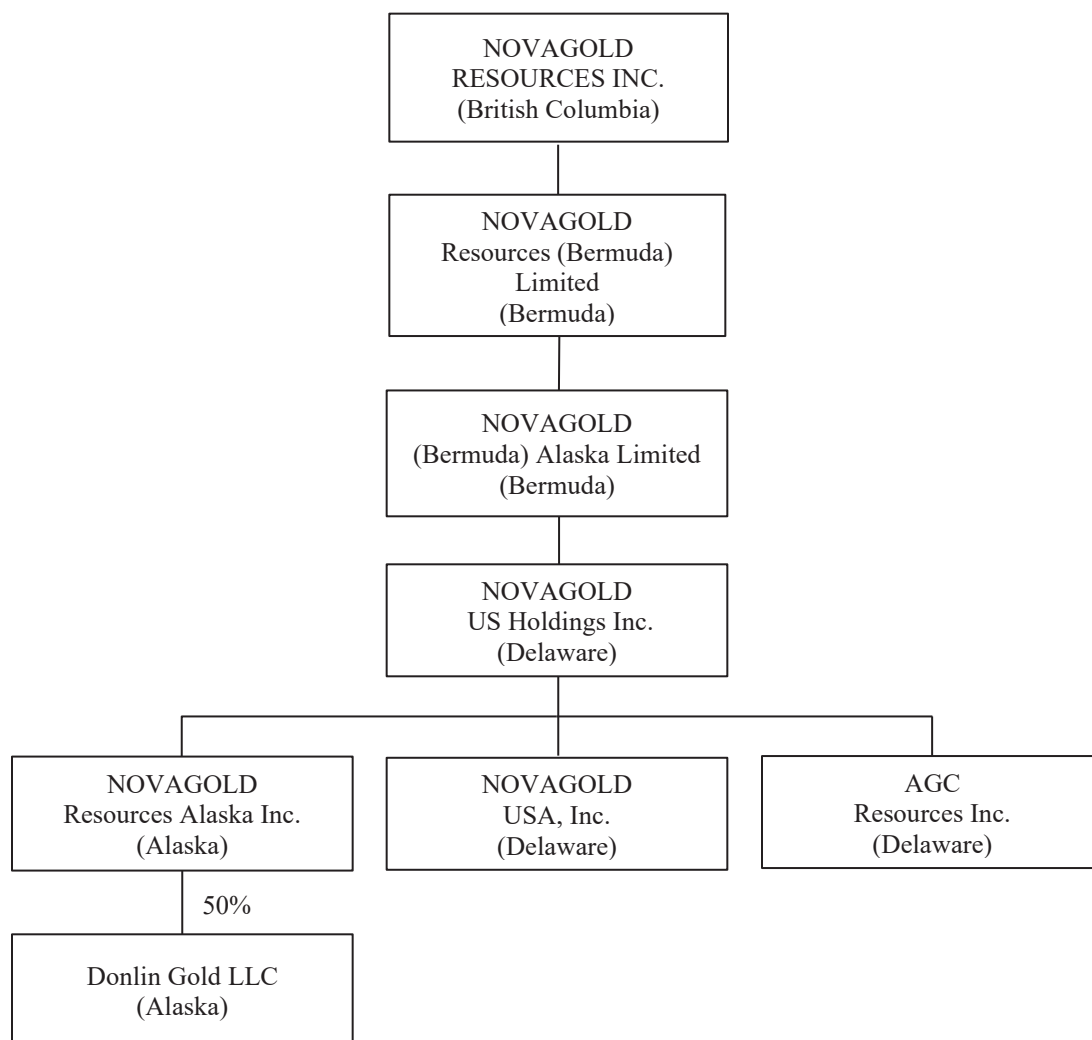 NOVAGOLD
RESOURCES INC.
(British Columbia)
NOVAGOLD
Resources (Bermuda)
Limited
(Bermuda)
NOVAGOLD
(Bermuda) Alaska Limited
(Bermuda)
NOVAGOLD
US Holdings Inc.
(Delaware)
NOVAGOLD
Resources Alaska Inc.
(Alaska)
NOVAGOLD
USA, Inc.
(Delaware)
AGC
Resources Inc.
(Delaware)
50%
Donlin Gold LLC
(Alaska)